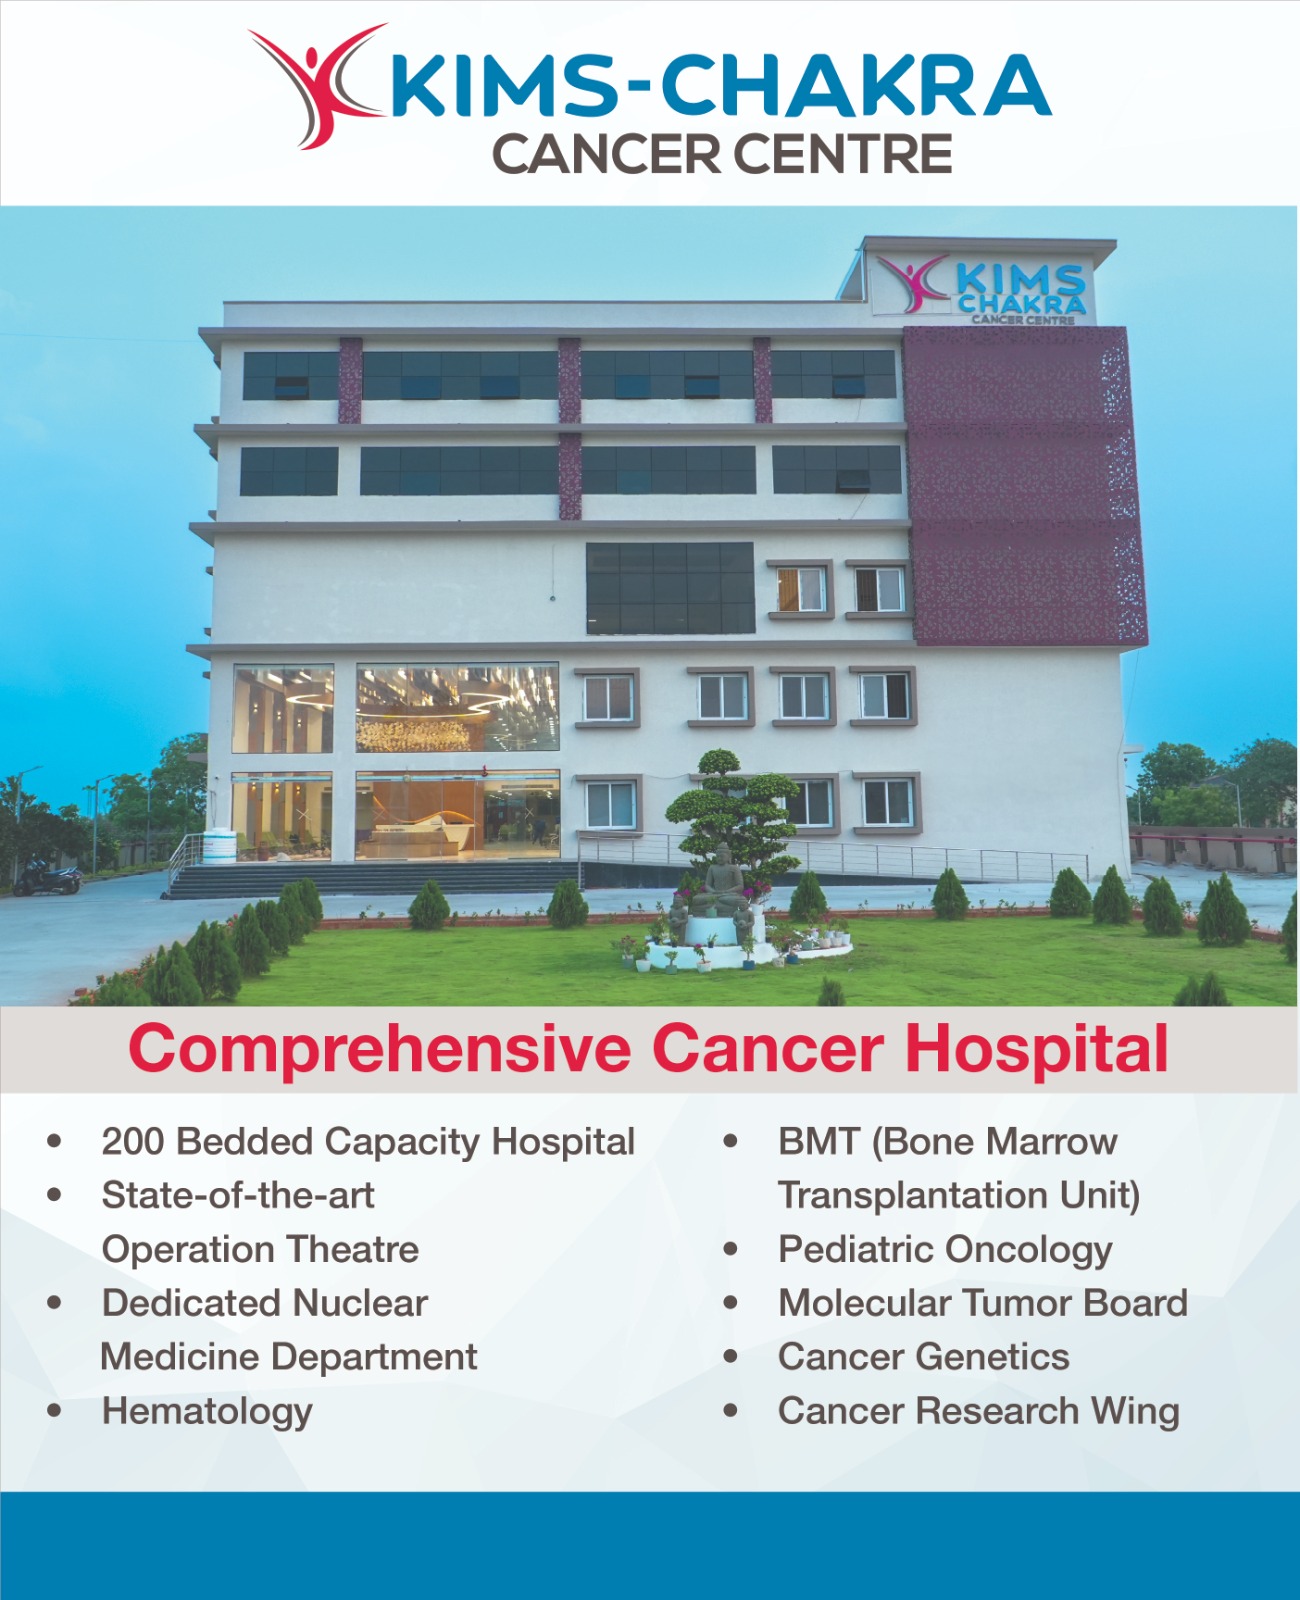 KIMS-CHAKRA
CANCER CENTRE
KIMS
CHAKRA
CANCER CENTRE
Comprehensive Cancer Hospital
• 200 Bedded Capacity Hospital
• State-of-the-art
Operation Theatre
• Dedicated Nuclear
Medicine Department
• Hematology
• BMT (Bone Marrow
Transplantation Unit)
• Pediatric Oncology
• Molecular Tumor Board
• Cancer Genetics
• Cancer Research Wing